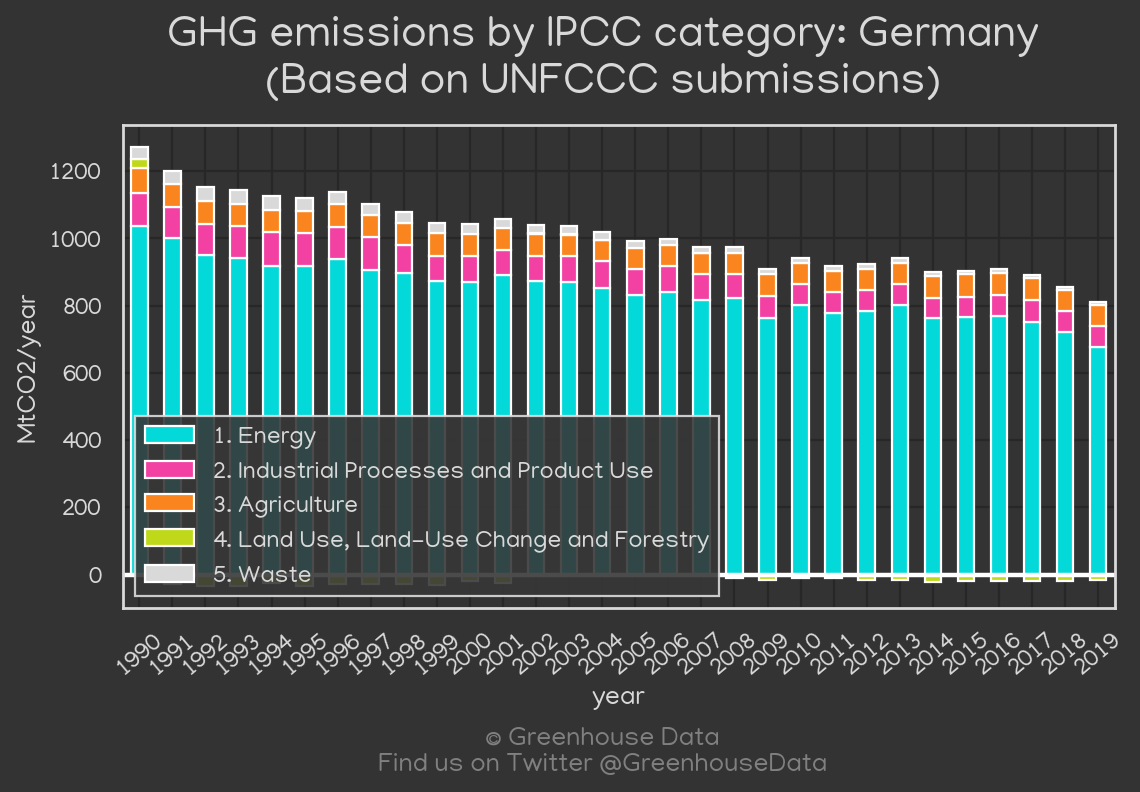 GHG emissions by IPCC category: Germany
(Based on UNFCCC submissions)
MtCO2/year
1200
1000
800
600
400
200
0
1. Energy
2. Industrial Processes and Product Use
3. Agriculture
4. Land Use, Land-Use Change and Forestry
5. Waste
1990 1991 1992 1993 1994 1995 1996 1997 1998 1999 2000 2001 2002 2003 2004 2005 2006 2007 2008 2009 2010 2011 2012 2013 2014 2015 2016 2017 2018 2019
year
© Greenhouse Data
Find us on Twitter @GreenhouseData